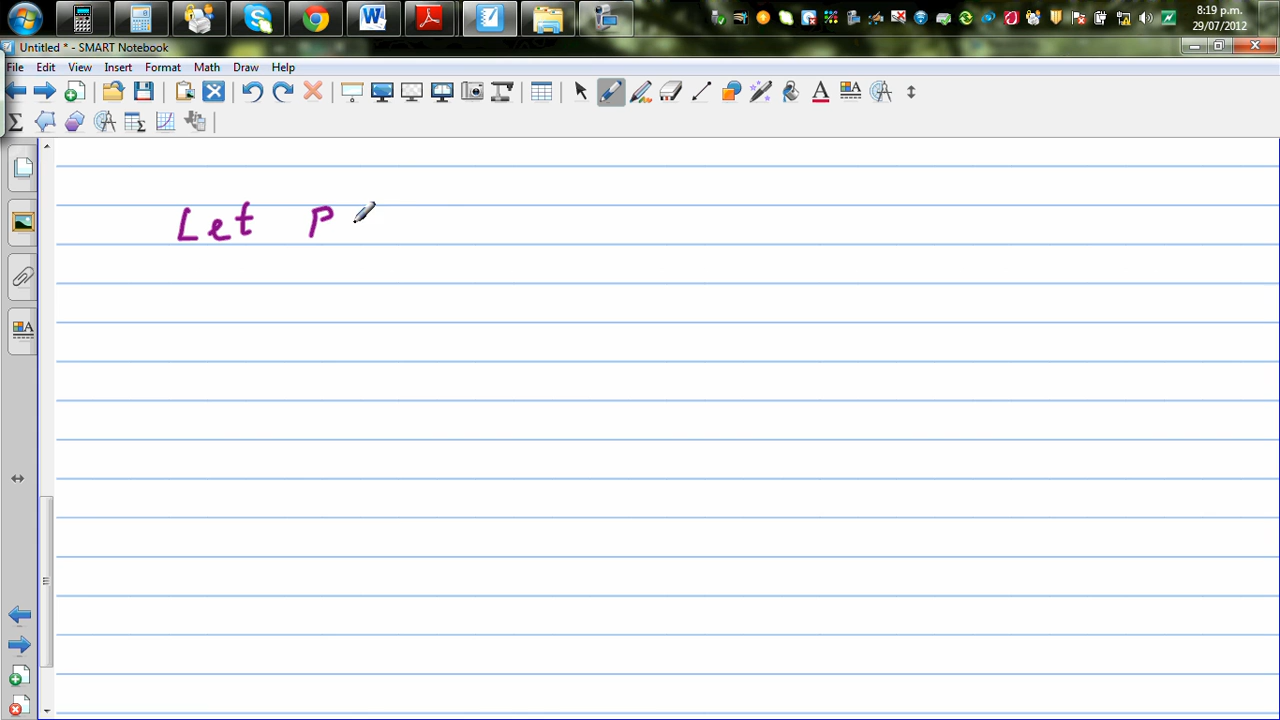 8:19 p.m.
29/07/2012
Untitled * - SMART Notebook
File Edit View Insert Format Math Draw Help
Let P